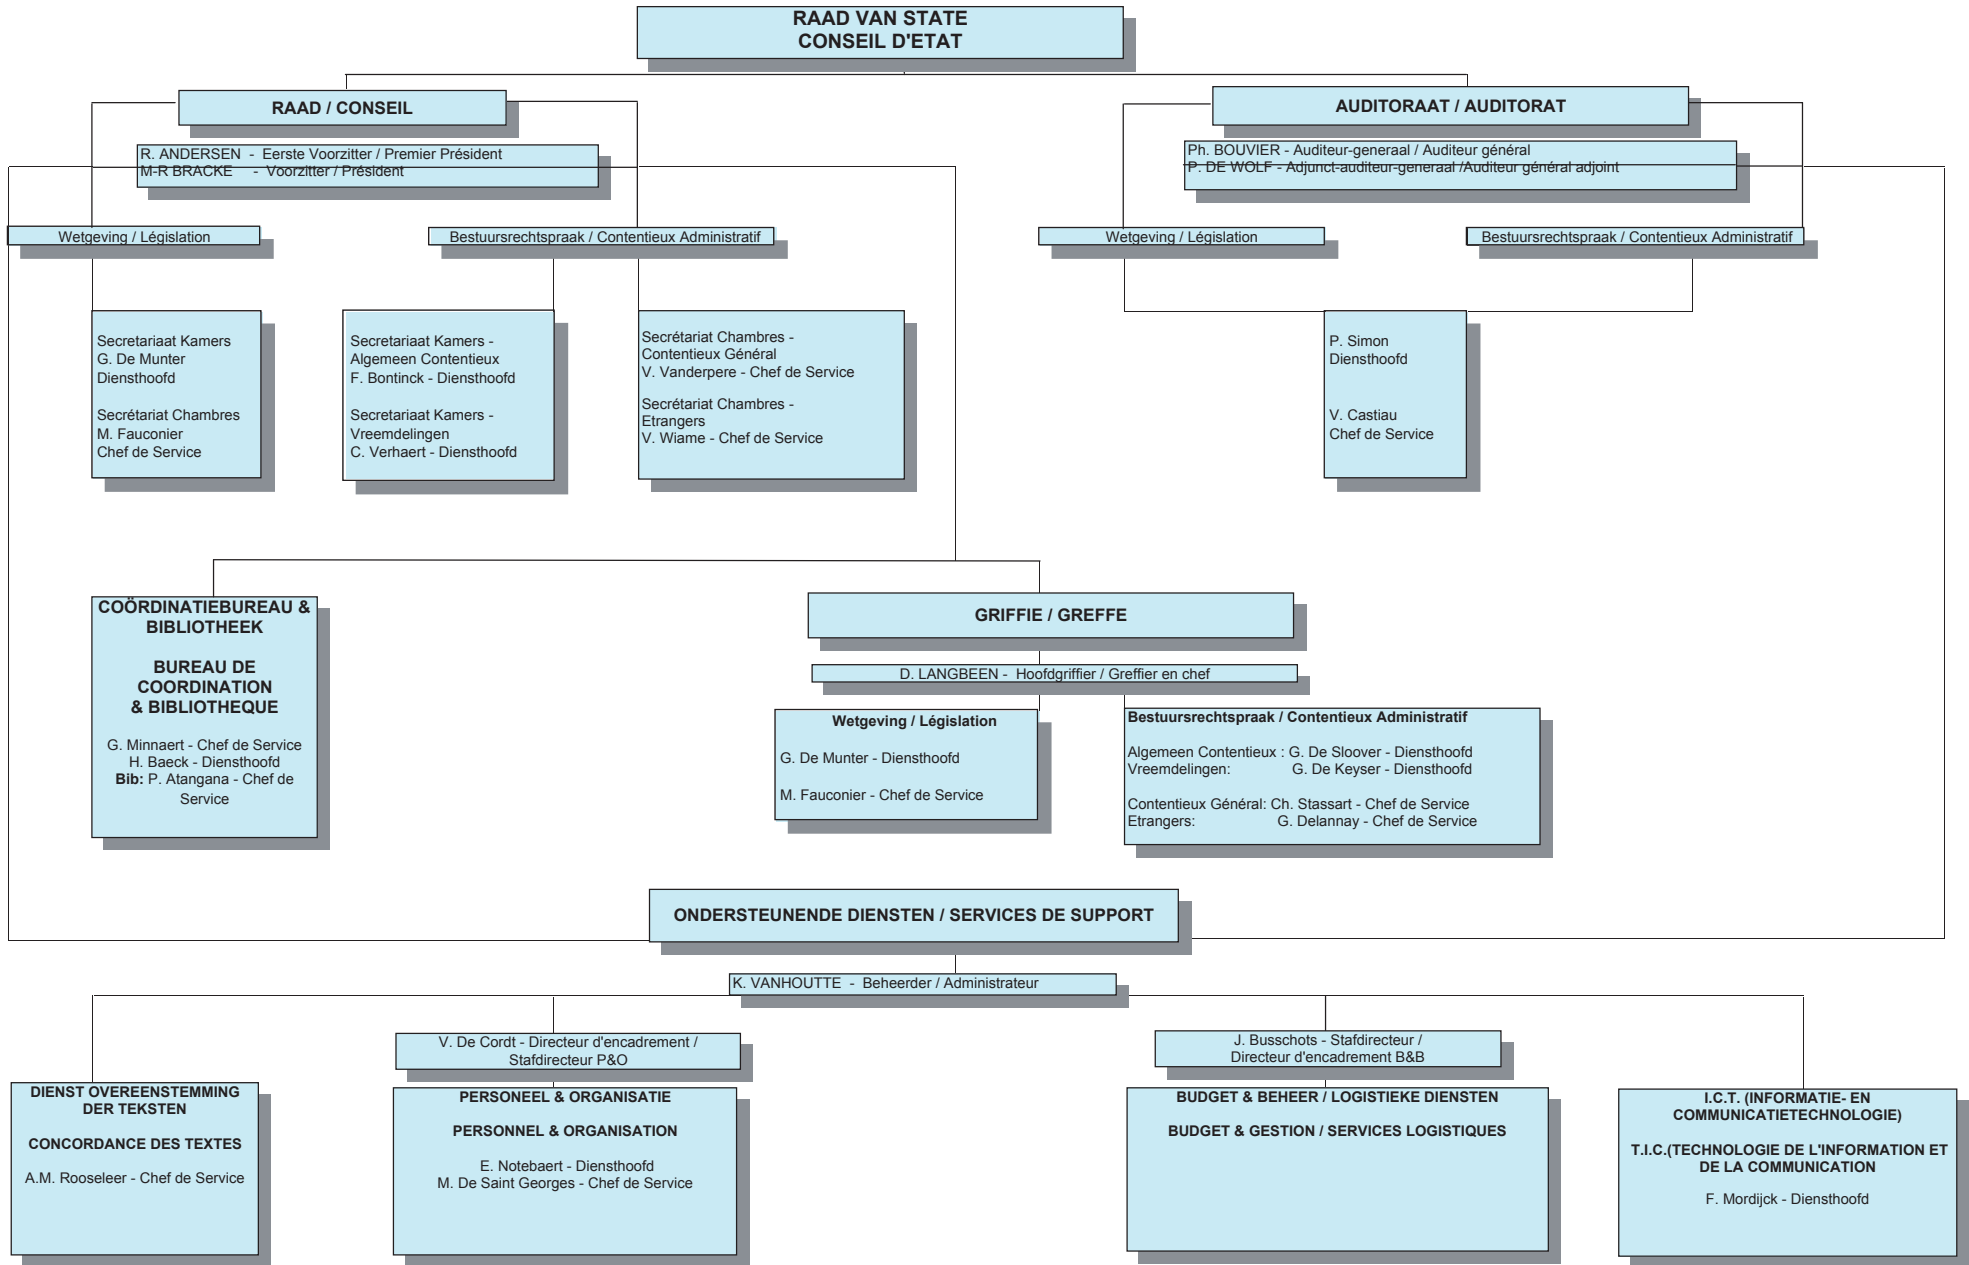 RAAD VAN STATE
CONSEIL D'ETAT
RAAD / CONSEIL
R. ANDERSEN - Eerste Voorzitter / Premier Président
M-R BRACKE - Voorzitter / Président
AUDITORAAT / AUDITORAT
Ph. BOUVIER - Auditeur-generaal / Auditeur général
P. DE WOLF - Adjunct-auditeur-generaal /Auditeur général adjoint
Wetgeving / Législation
Bestuursrechtspraak / Contentieux Administratif
Wetgeving / Législation
Bestuursrechtspraak / Contentieux Administratif
Secretariaat Kamers
G. De Munter
Diensthoofd
Secrétariat Chambres
M. Fauconier
Chef de Service
Secretariaat Kamers -
Algemeen Contentieux
F. Bontinck - Diensthoofd
Secretariaat Kamers -
Vreemdelingen
C. Verhaert - Diensthoofd
Secrétariat Chambres -
Contentieux Général
V. Vanderpere - Chef de Service
Secrétariat Chambres -
Etrangers
V. Wiame - Chef de Service
P. Simon
Diensthoofd
V. Castiau
Chef de Service
COÖRDINATIEBUREAU &
BIBLIOTHEEK
BUREAU DE
COORDINATION
& BIBLIOTHEQUE
G. Minnaert - Chef de Service
H. Baeck - Diensthoofd
Bib: P. Atangana - Chef de
Service
GRIFFIE / GREFFE
D. LANGBEEN - Hoofdgriffier / Greffier en chef
Wetgeving / Législation
G. De Munter - Diensthoofd
M. Fauconier - Chef de Service
Bestuursrechtspraak / Contentieux Administratif
Algemeen Contentieux : G. De Sloover - Diensthoofd
Vreemdelingen: G. De Keyser - Diensthoofd
Contentieux Général: Ch. Stassart - Chef de Service
Etrangers: G. Delannay - Chef de Service
ONDERSTEUNENDE DIENSTEN / SERVICES DE SUPPORT
K. VANHOUTTE - Beheerder / Administrateur
V. De Cordt - Directeur d'encadrement /
Stafdirecteur P&O
J. Busschots - Stafdirecteur /
Directeur d'encadrement B&B
DIENST OVEREENSTEMMING
DER TEKSTEN
CONCORDANCE DES TEXTES
A.M. Rooseleer - Chef de Service
PERSONEEL & ORGANISATIE
PERSONNEL & ORGANISATION
E. Notebaert - Diensthoofd
M. De Saint Georges - Chef de Service
BUDGET & BEHEER / LOGISTIEKE DIENSTEN
BUDGET & GESTION / SERVICES LOGISTIQUES
I.C.T. (INFORMATIE- EN
COMMUNICATIETECHNOLOGIE)
T.I.C.(TECHNOLOGIE DE L'INFORMATION ET
DE LA COMMUNICATION
F. Mordijck - Diensthoofd